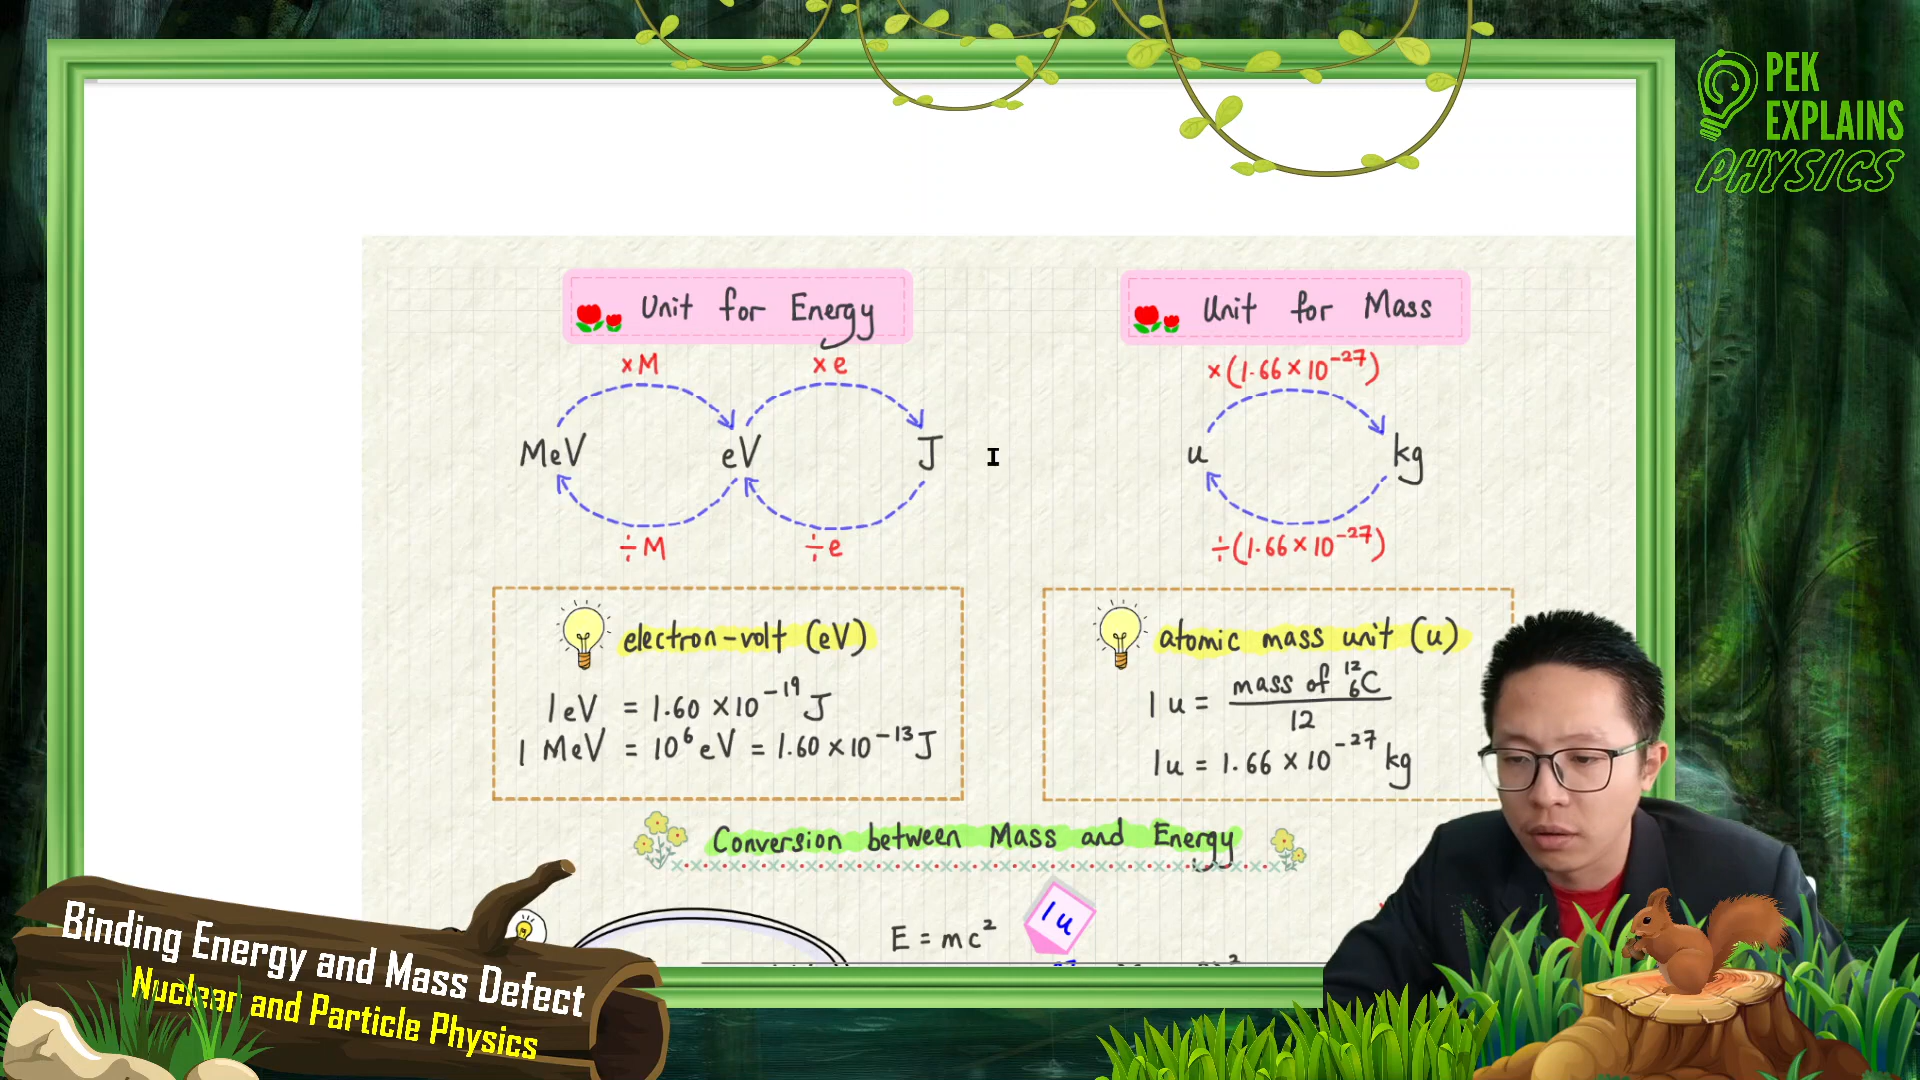 PEK
EXPLAINS
PHYSICS
Unit for Energy
×M
×e
MeV
eV
J
÷M
÷e
Unit for Mass
×(1.66×10⁻²⁷)
u
kg
÷(1.66×10⁻²⁷)
electron-volt (eV)
1 eV = 1.60 × 10⁻¹⁹ J
1 MeV = 10⁶ eV = 1.60 × 10⁻¹³ J
atomic mass unit (u)
1 u = mass of ¹²₆C / 12
1u = 1.66 × 10⁻²⁷ kg
Conversion between Mass and Energy
E = mc²
1u
Binding Energy and Mass Defect
Nuclear and Particle Physics